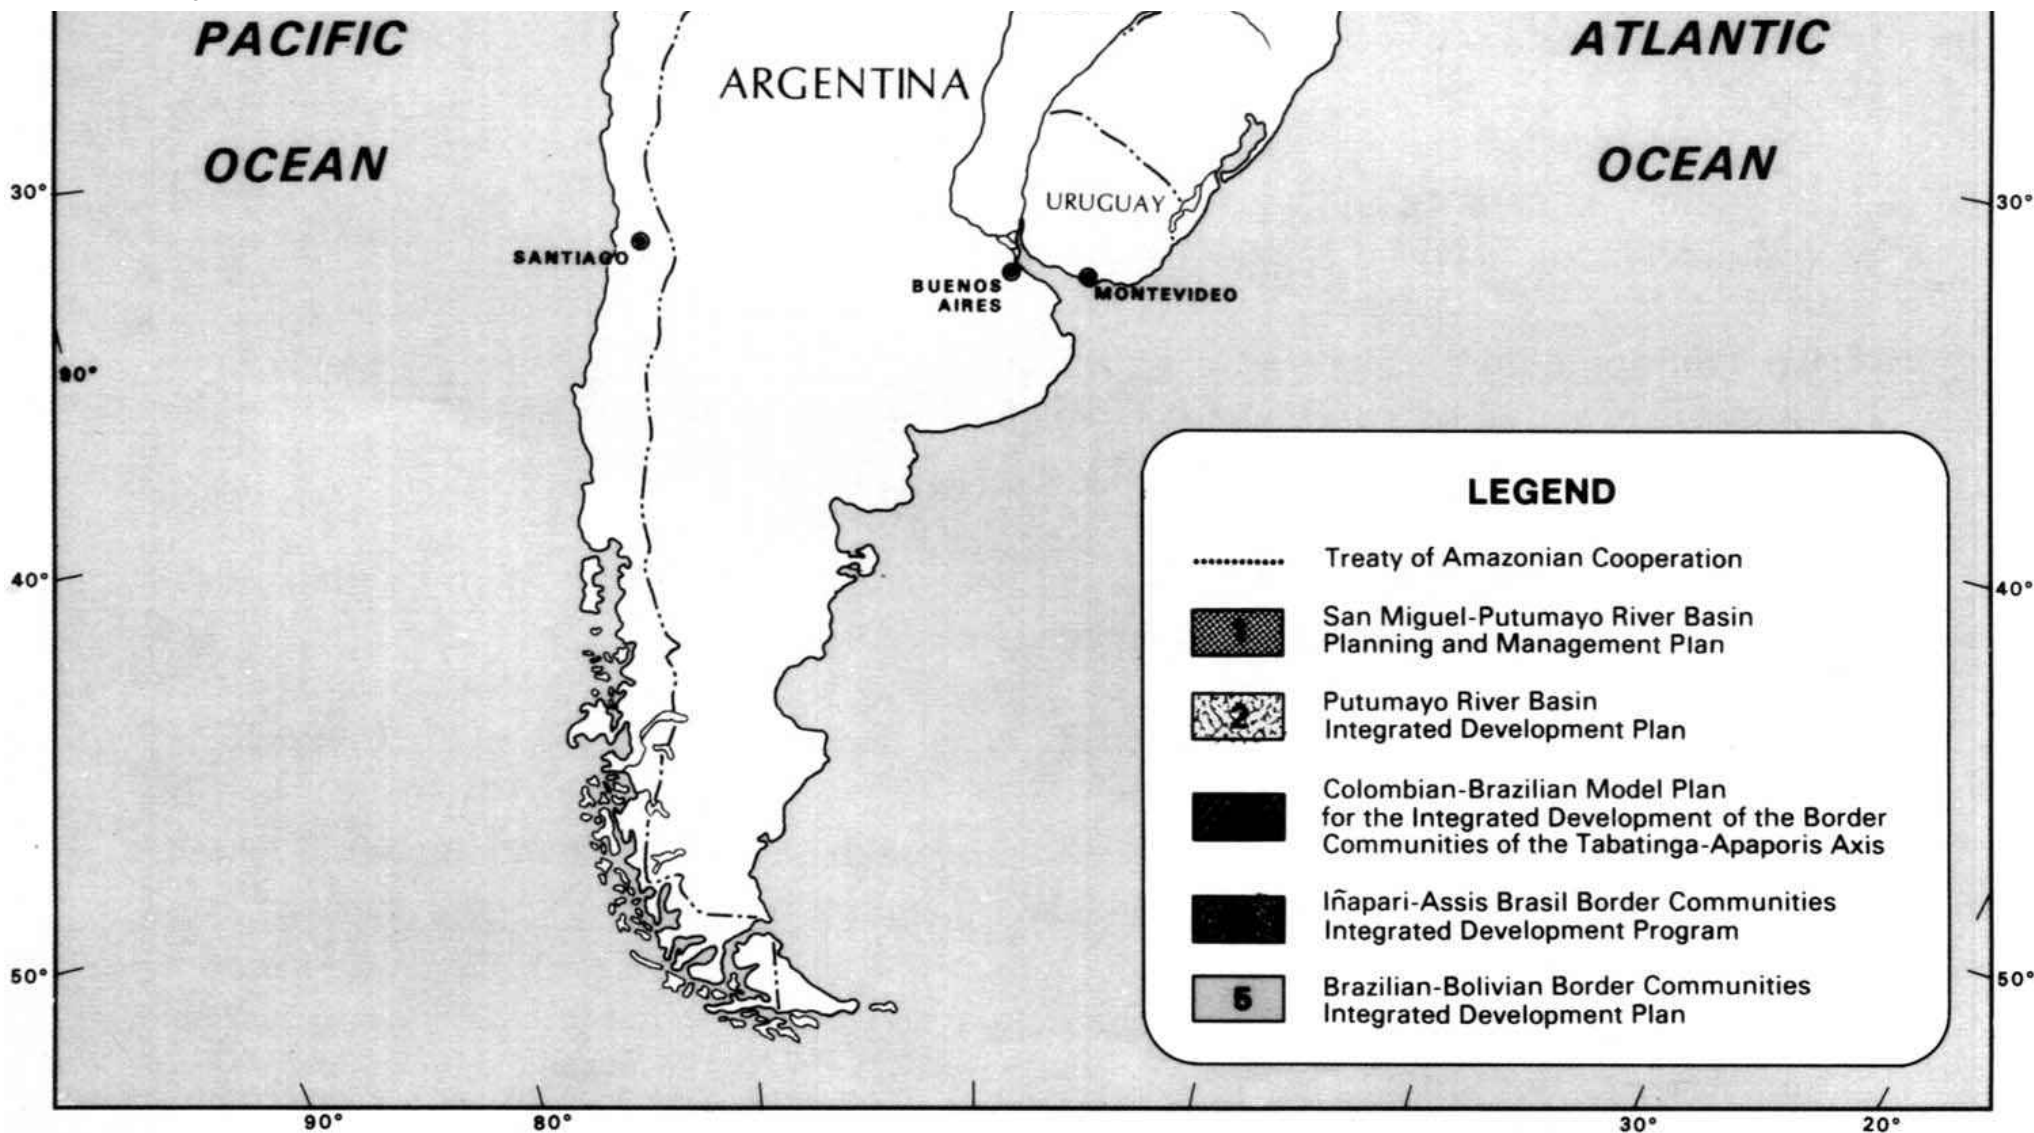 PACIFIC
OCEAN
ATLANTIC
OCEAN
ARGENTINA
URUGUAY
SANTIAGO
BUENOS
AIRES
MONTEVIDEO
30°
90°
40°
50°
30°
40°
50°
90°
80°
30°
20°
LEGEND
Treaty of Amazonian Cooperation
1
San Miguel-Putumayo River Basin
Planning and Management Plan
2
Putumayo River Basin
Integrated Development Plan
Colombian-Brazilian Model Plan
for the Integrated Development of the Border
Communities of the Tabatinga-Apaporis Axis
Iñapari-Assis Brasil Border Communities
Integrated Development Program
5
Brazilian-Bolivian Border Communities
Integrated Development Plan